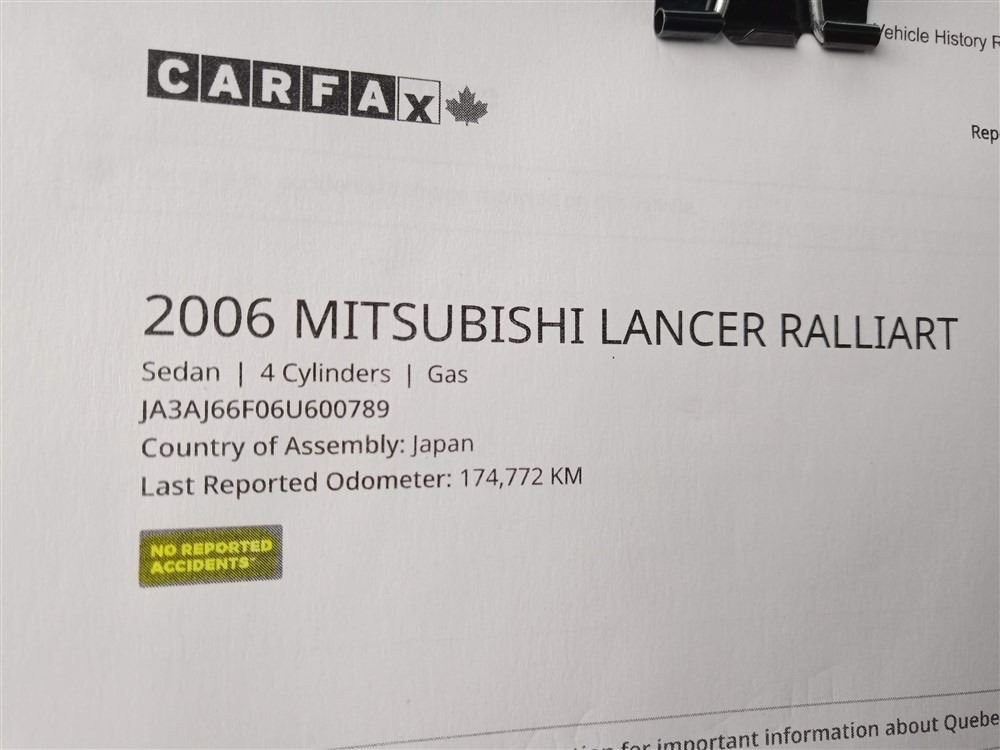 Vehicle History R
CARFAX
Rep
2006 MITSUBISHI LANCER RALLIART
Sedan | 4 Cylinders | Gas
JA3AJ66F06U600789
Country of Assembly: Japan
Last Reported Odometer: 174,772 KM
NO REPORTED
ACCIDENTS
for important information about Quebe